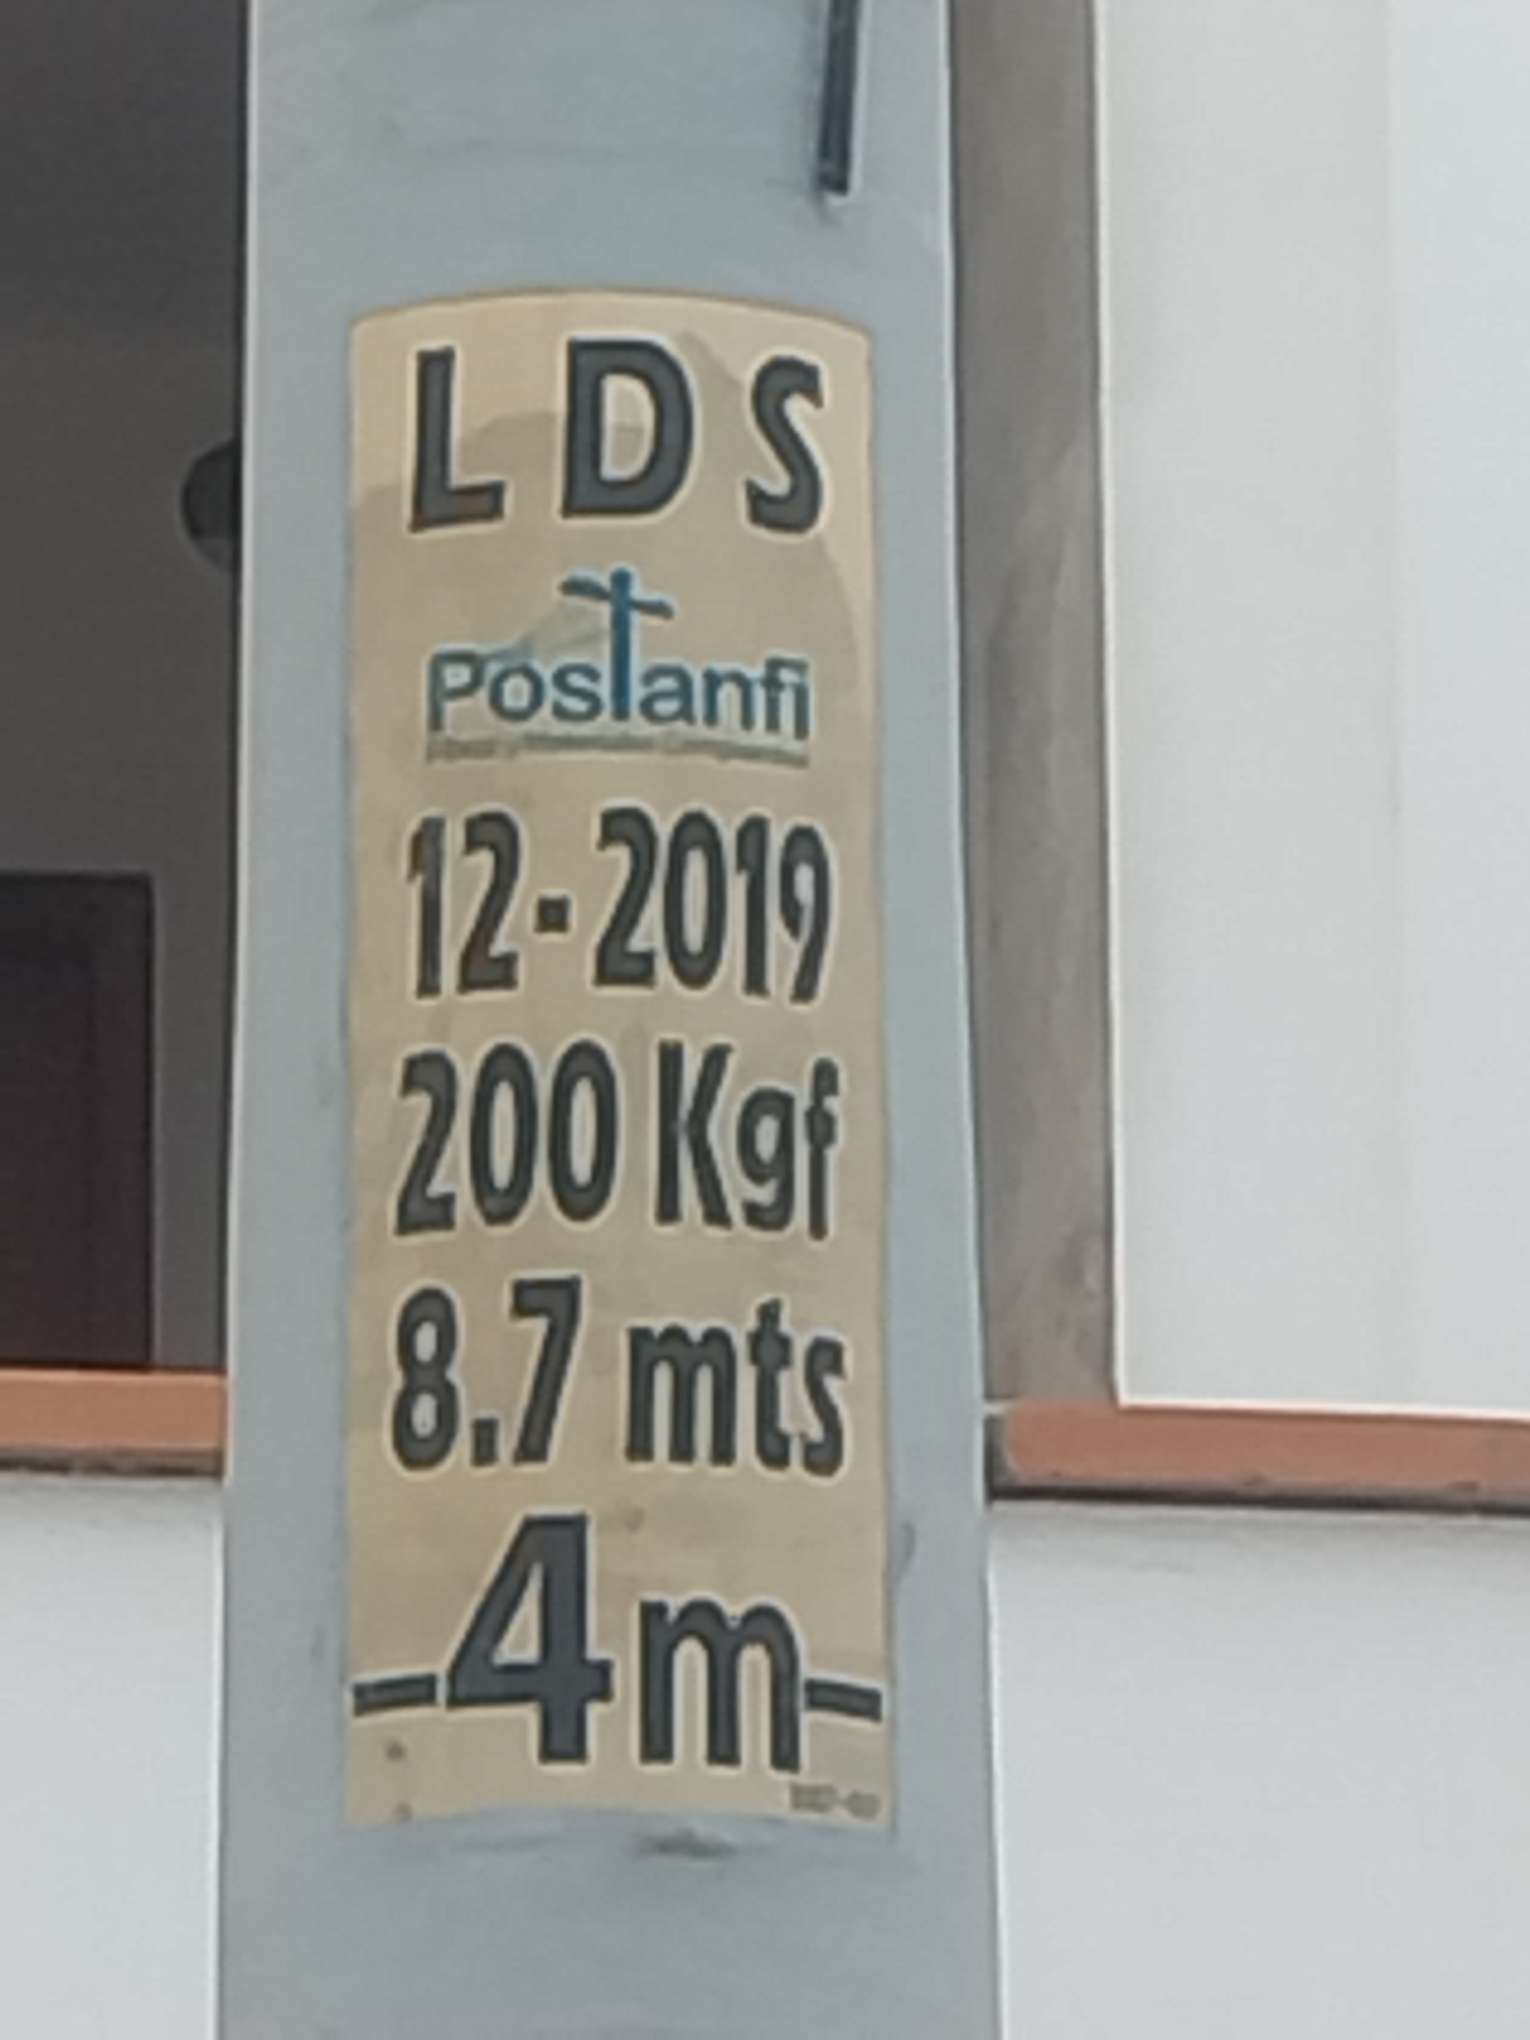 LDS
Postanfi
12-2019
200 Kgf
8.7 mts
4m